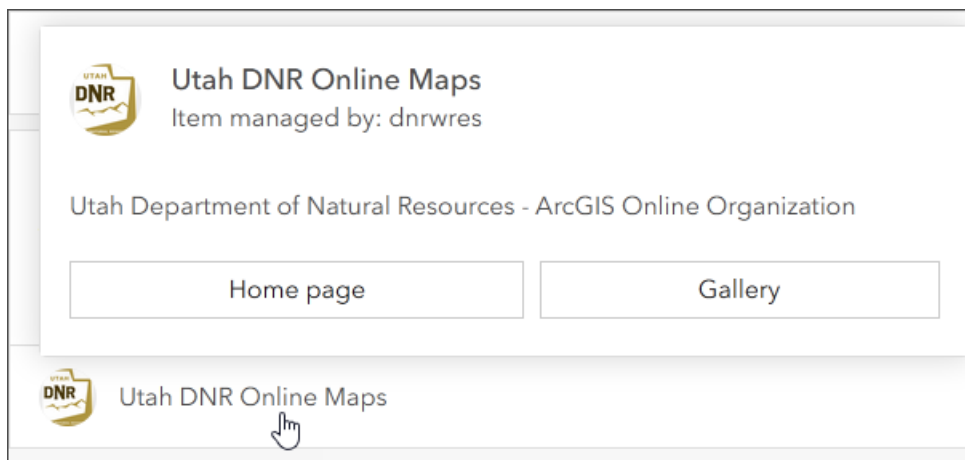 UTAH
DNR
Utah DNR Online Maps
Item managed by: dnrwres
Utah Department of Natural Resources - ArcGIS Online Organization
Home page
Gallery
UTAH
DNR
Utah DNR Online Maps